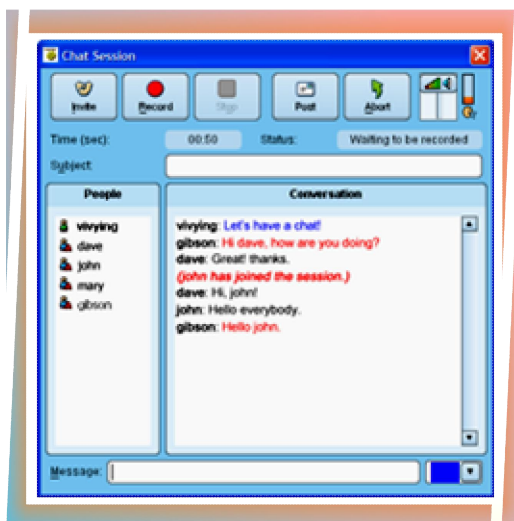 Chat Session
Invite Record Stop Post Abort
Time (sec): 00:50 Status: Waiting to be recorded
Subject:
People
vivying
dave
john
mary
gibson
Conversation
vivying: Let's have a chat!
gibson: Hi dave, how are you doing?
dave: Great! thanks.
(john has joined the session.)
dave: Hi, john!
john: Hello everybody.
gibson: Hello john.
Message: